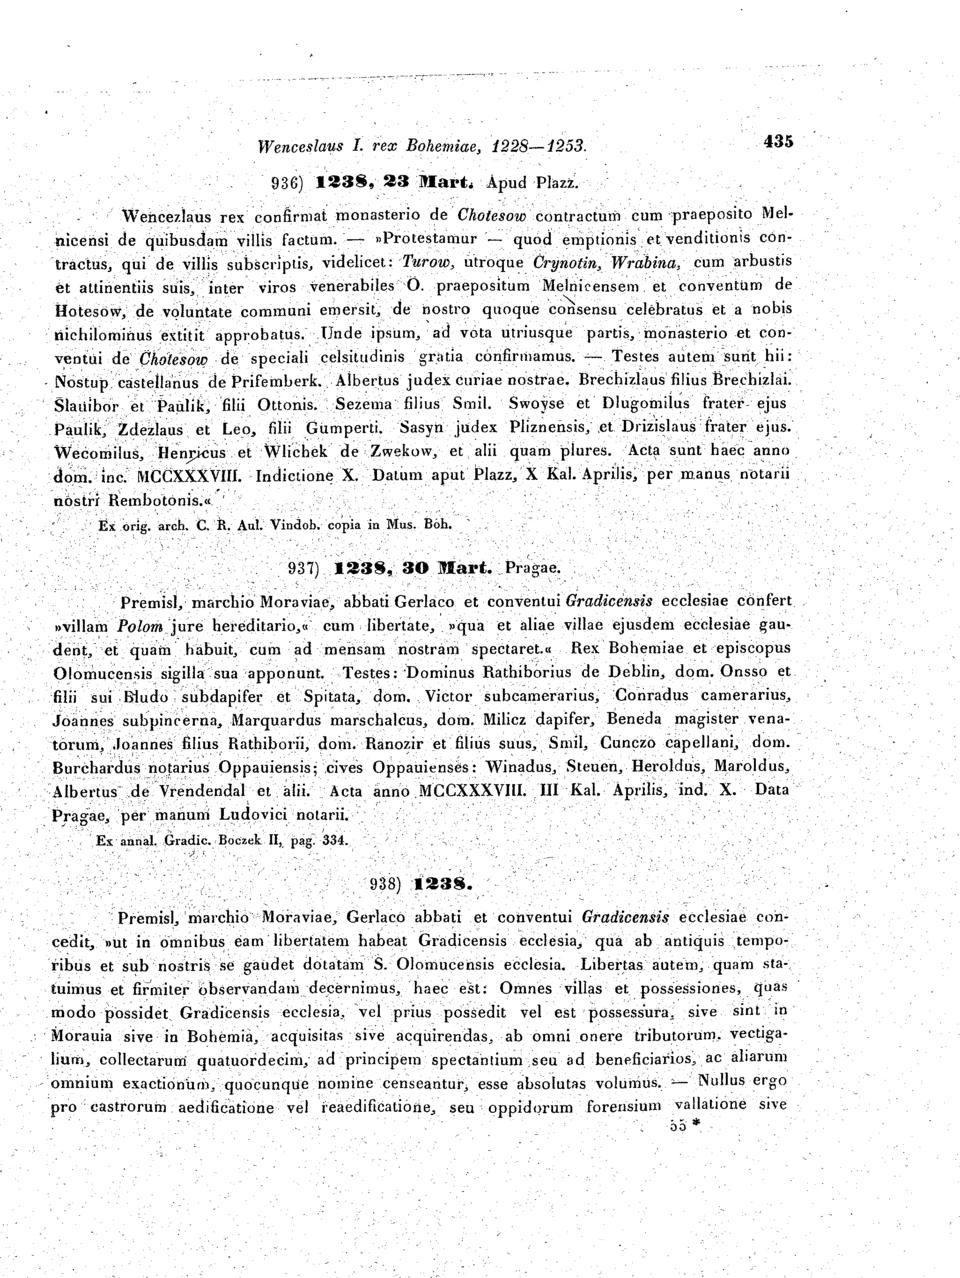 Wenceslaus I. rex Bohemiae, 1228—1253. 435
936) 1238, 23 Mart. Apud Plazz.
Wencezlaus rex confirmat monasterio de Chotesow contractum cum praeposito Mel-
nicensi de quibusdam villis factum. — »Protestamur — quod emptionis et venditionis con-
tractus, qui de villis subscriptis, videlicet: Turow, utroque Crynotin, Wrabina, cum arbustis
et attinentiis suis, inter viros venerabiles O. praepositum Melnicensem et conventum de
Hotesow, de voluntate communi emersit, de nostro quoque consensu celebratus et a nobis
nichilominus extitit approbatus. Unde ipsum, ad vota utriusque partis, monasterio et con-
ventui de Chotesow de speciali celsitudinis gratia confirmamus. — Testes autem sunt hii:
Nostup castellanus de Prifemberk. Albertus judex curiae nostrae. Brechizlaus filius Brechizlai.
Slauibor et Paulik, filii Ottonis. Sezema filius Smil. Swoyse et Dlugomilus frater ejus
Paulik, Zdezlaus et Leo, filii Gumperti. Sasyn judex Pliznensis, et Drizislaus frater ejus.
Wecomilus, Henricus et Wlichek de Zwekow, et alii quam plures. Acta sunt haec anno
dom. inc. MCCXXXVIII. Indictione X. Datum aput Plazz, X Kal. Aprilis, per manus notarii
nostri Rembotonis.«
Ex orig. arch. C. R. Aul. Vindob. copia in Mus. Boh.
937) 1238, 30 Mart. Pragae.
Premisl, marchio Moraviae, abbati Gerlaco et conventui Gradicensis ecclesiae confert
»villam Polom jure hereditario,« cum libertate, »qua et aliae villae ejusdem ecclesiae gau-
dent, et quam habuit, cum ad mensam nostram spectaret.« Rex Bohemiae et episcopus
Olomucensis sigilla sua apponunt. Testes: Dominus Rathiborius de Deblin, dom. Onsso et
filii sui Bludo subdapifer et Spitata, dom. Victor subcamerarius, Conradus camerarius,
Joannes subpincerna, Marquardus marschalcus, dom. Milicz dapifer, Beneda magister vena-
torum, Joannes filius Rathiborii, dom. Ranozir et filius suus, Smil, Cunczo capellani, dom.
Burchardus notarius Oppauiensis; cives Oppauienses: Winadus, Steuen, Heroldus, Maroldus,
Albertus de Vrendendal et alii. Acta anno MCCXXXVIII. III Kal. Aprilis, ind. X. Data
Pragae, per manum Ludovici notarii.
Ex annal. Gradic. Boczek II, pag. 334.
938) 1238.
Premisl, marchio Moraviae, Gerlaco abbati et conventui Gradicensis ecclesiae con-
cedit, »ut in omnibus eam libertatem habeat Gradicensis ecclesia, qua ab antiquis tempo-
ribus et sub nostris se gaudet dotatam S. Olomucensis ecclesia. Libertas autem, quam sta-
tuimus et firmiter observandam decernimus, haec est: Omnes villas et possessiones, quas
modo possidet Gradicensis ecclesia, vel prius possedit vel est possessura, sive sint in
Morauia sive in Bohemia, acquisitas sive acquirendas, ab omni onere tributorum, vectiga-
lium, collectarum quatuordecim, ad principem spectantium seu ad beneficiarios, ac aliarum
omnium exactionum, quocunque nomine censeantur, esse absolutas volumus. — Nullus ergo
pro castrorum aedificatione vel reaedificatione, seu oppidorum forensium vallatione sive
55 *